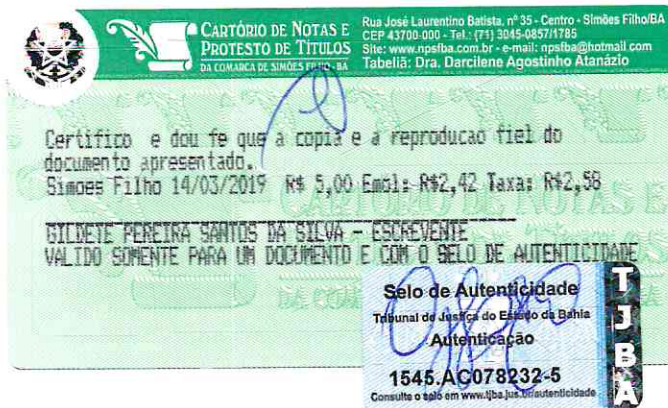 CARTÓRIO DE NOTAS E
PROTESTO DE TÍTULOS
DA COMARCA DE SIMÕES FILHO - BA
Rua José Laurentino Batista, nº 35 - Centro - Simões Filho/BA
CEP 43700-000 - Tel.: (71) 3045-0857/1785
Site: www.npsfba.com.br - e-mail: npsfba@hotmail.com
Tabeliã: Dra. Darcilene Agostinho Atanázio
Certifico e dou fe que a copia e a reproducao fiel do
documento apresentado.
Simoes Filho 14/03/2019 R$ 5,00 Emol: R$2,42 Taxa: R$2,58
GILDETE PEREIRA SANTOS DA SILVA - ESCREVENTE
VALIDO SOMENTE PARA UM DOCUMENTO E COM O SELO DE AUTENTICIDADE
Selo de Autenticidade
Tribunal de Justiça do Estado da Bahia
Autenticação
1545.AC078232-5
Consulte o selo em www.tjba.jus.br/autenticidade
TJBA